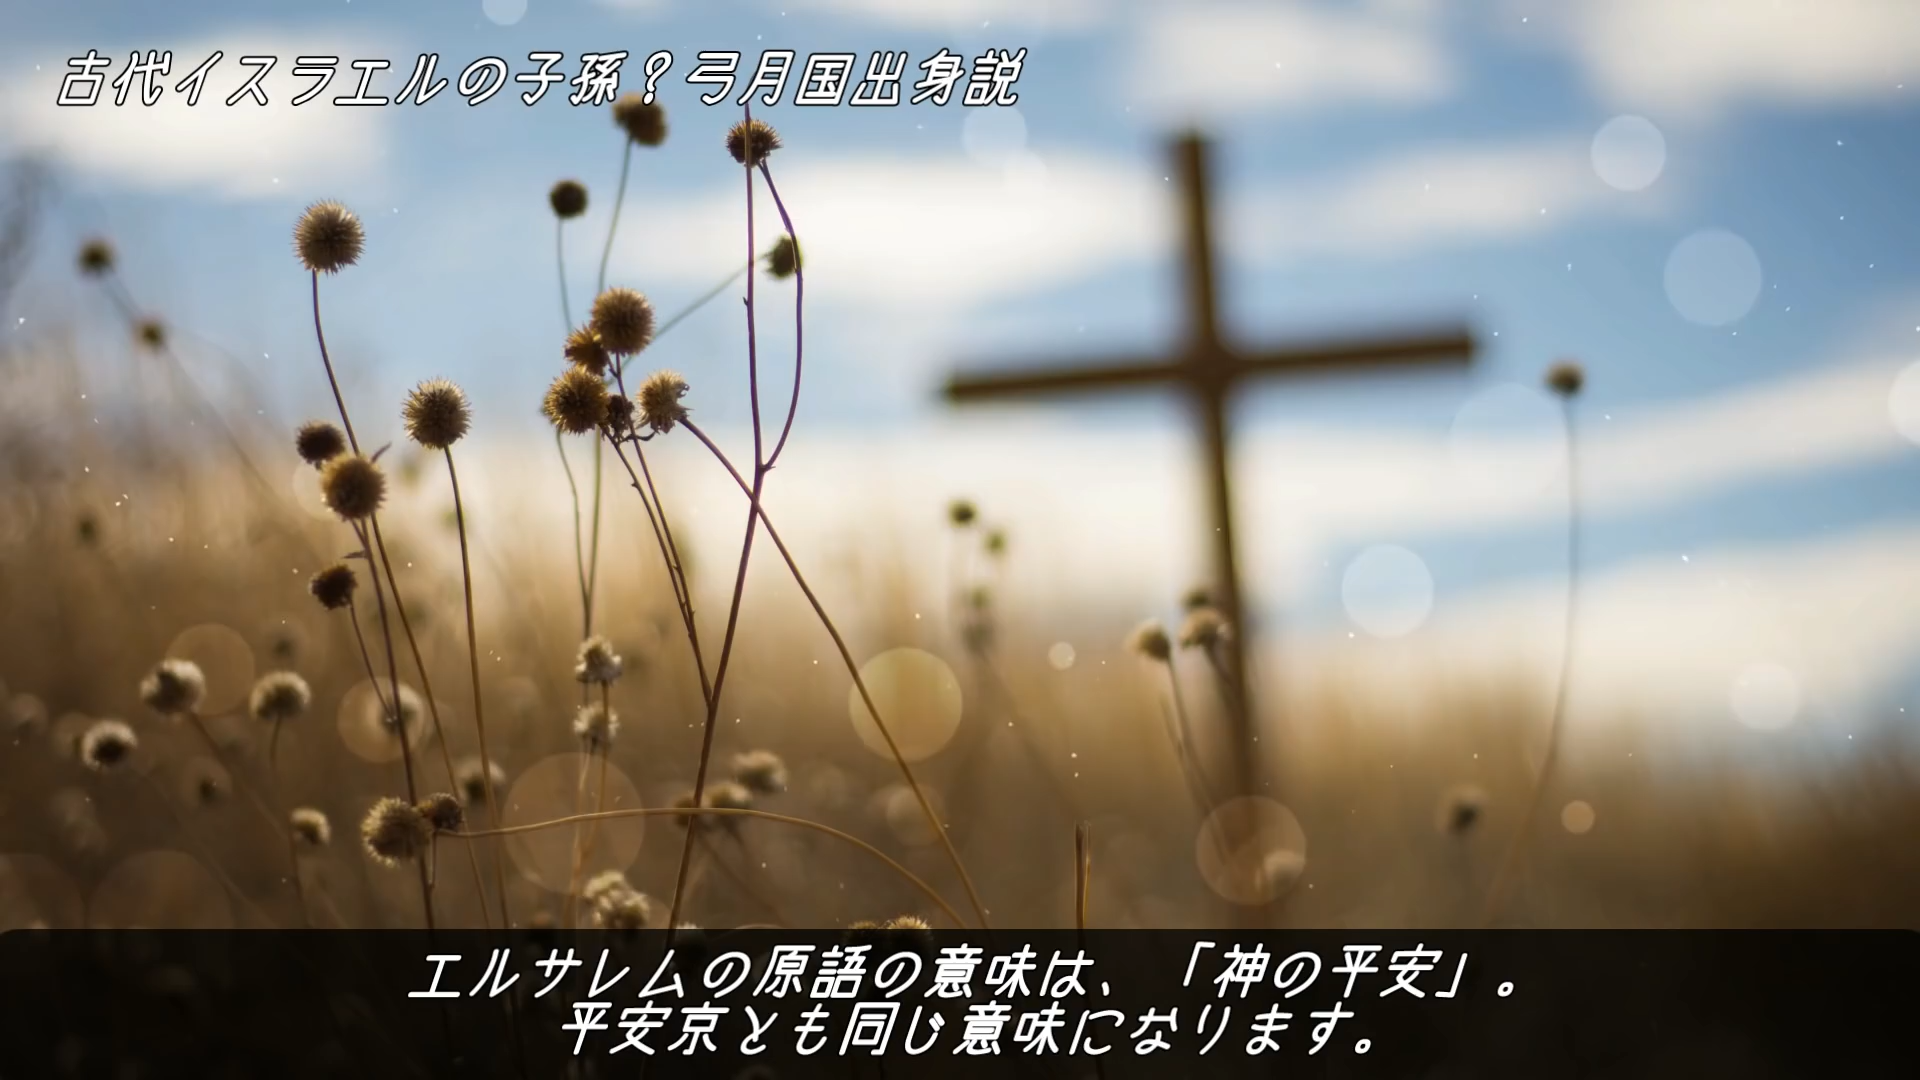 古代イスラエルの子孫？弓月国出身説
エルサレムの原語の意味は、「神の平安」。
平安京とも同じ意味になります。